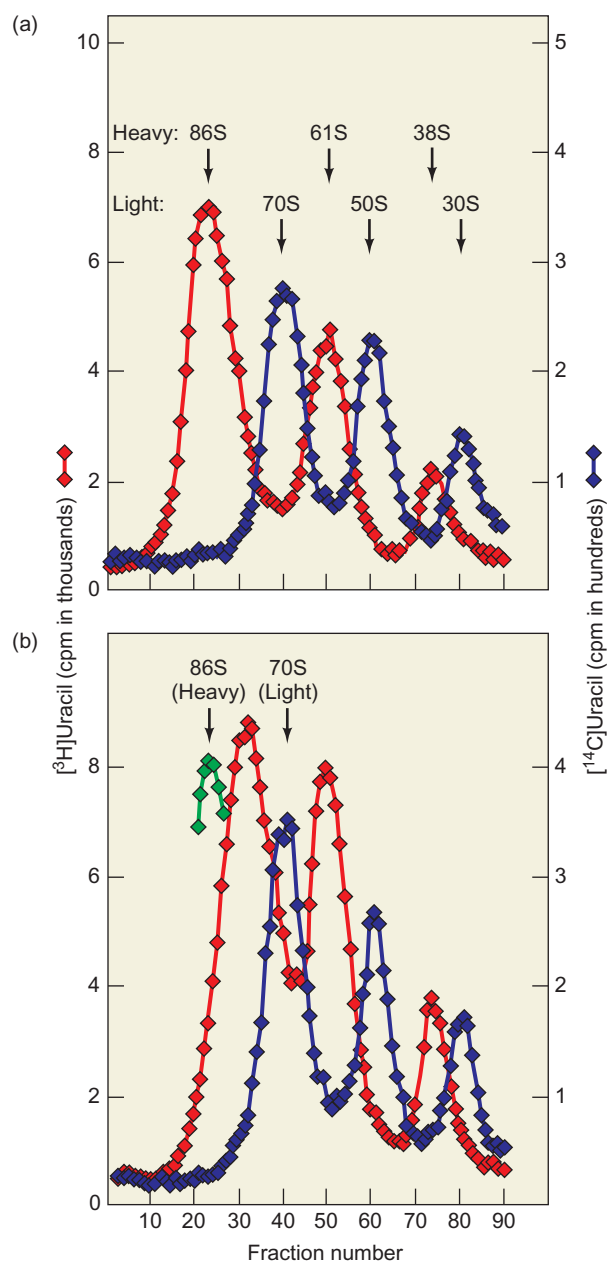 (a)
10
8
6
4
2
0
5
4
3
2
1
Heavy: 86S 61S 38S
Light: 70S 50S 30S
(b)
86S 70S
(Heavy) (Light)
8
6
4
2
0
4
3
2
1
10 20 30 40 50 60 70 80 90
Fraction number
[³H]Uracil (cpm in thousands)
[¹⁴C]Uracil (cpm in hundreds)